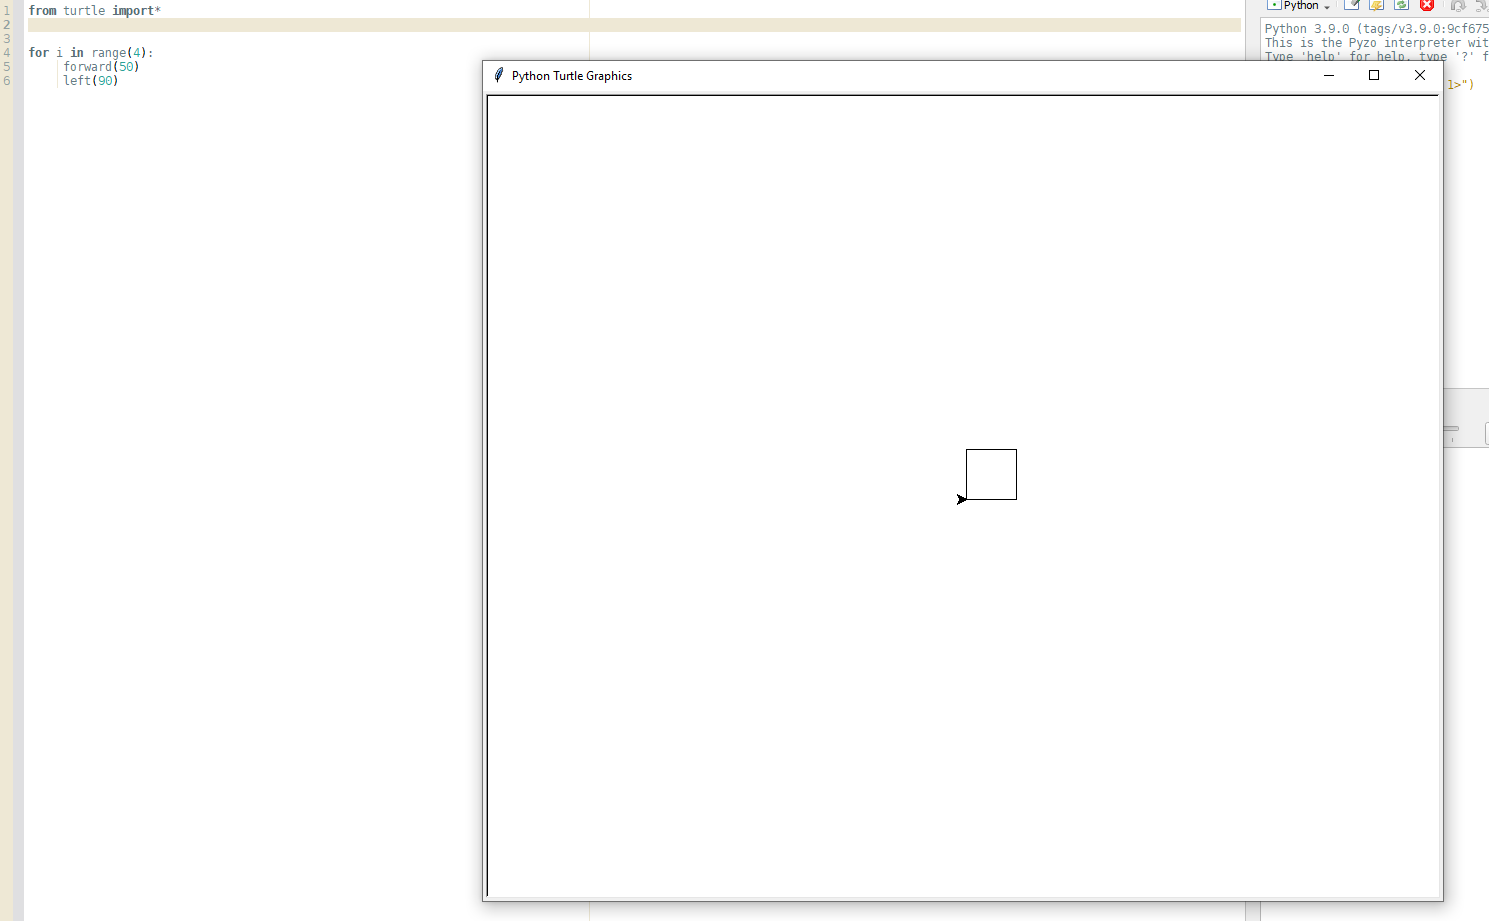 1 from turtle import*
2
3
4 for i in range(4):
5 forward(50)
6 left(90)
Python
Python 3.9.0 (tags/v3.9.0:9cf675
This is the Pyzo interpreter wit
Type 'help' for help, type '?' f
1>")
Python Turtle Graphics